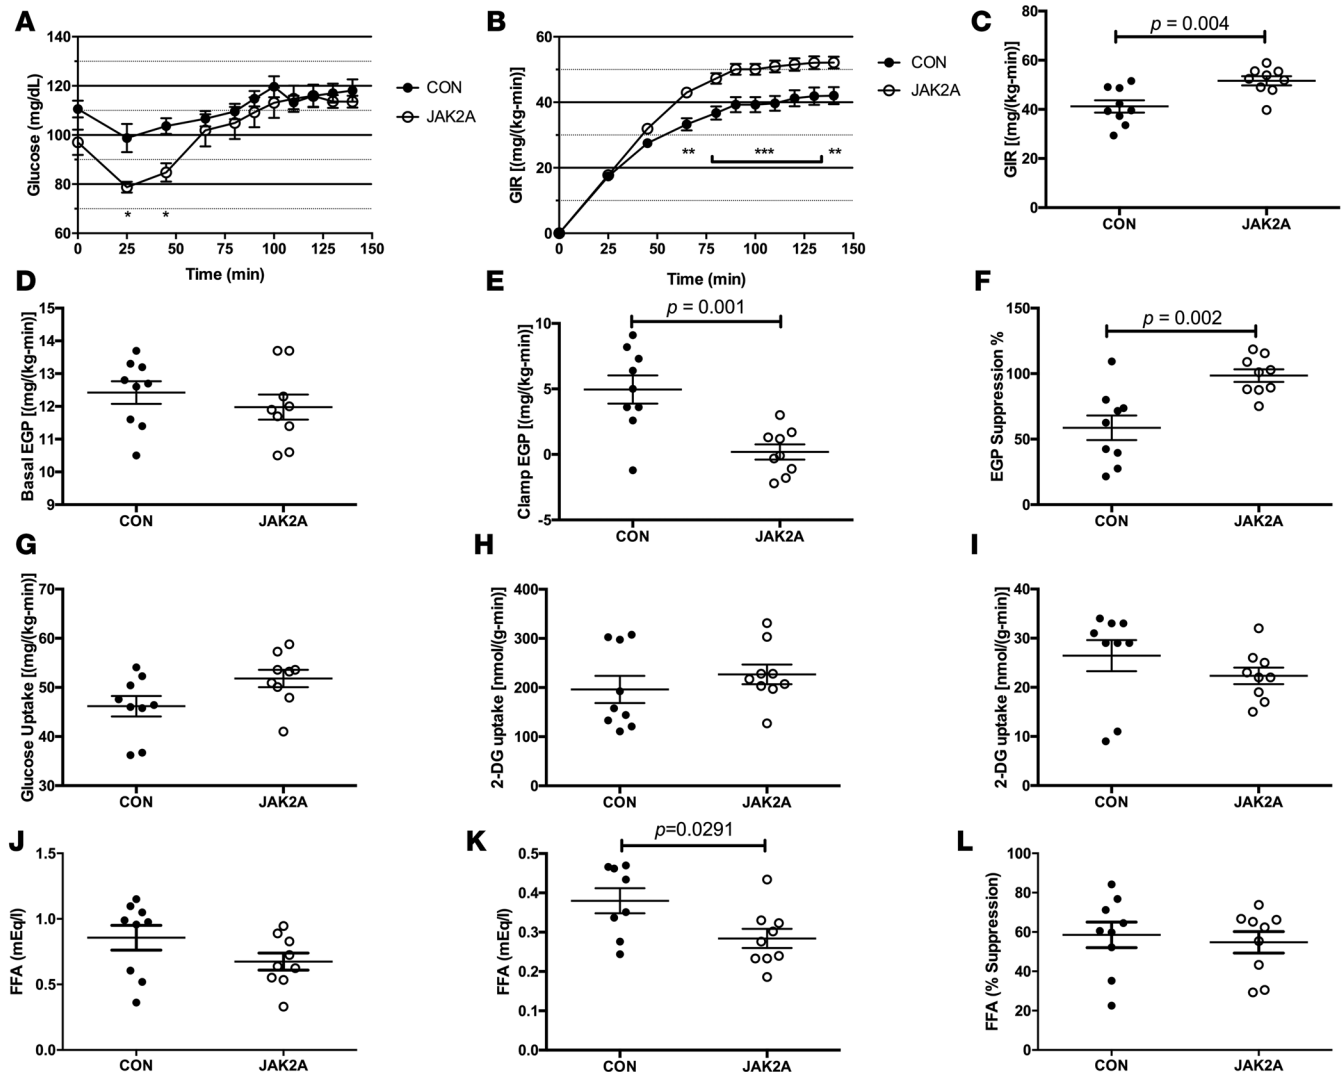 A
Glucose (mg/dL)
140
120
100
80
60
0 25 50 75 100 125 150
Time (min)
* *
CON
JAK2A
B
GIR [(mg/(kg-min)]
60
40
20
0
0 25 50 75 100 125 150
Time (min)
** *** **
CON
JAK2A
C
GIR [(mg/(kg-min)]
80
60
40
20
0
p = 0.004
CON JAK2A
D
Basal EGP [(mg/(kg-min)]
15
14
13
12
11
10
9
CON JAK2A
E
Clamp EGP [(mg/(kg-min)]
10
5
0
-5
p = 0.001
CON JAK2A
F
EGP Suppression %
150
100
50
0
p = 0.002
CON JAK2A
G
Glucose Uptake [(mg/(kg-min)]
70
60
50
40
30
CON JAK2A
H
2-DG uptake [nmol/(g-min)]
400
300
200
100
0
CON JAK2A
I
2-DG uptake [nmol/(g-min)]
40
30
20
10
0
CON JAK2A
J
FFA (mEq/l)
1.5
1.0
0.5
0.0
CON JAK2A
K
FFA (mEq/l)
0.5
0.4
0.3
0.2
0.1
0.0
p=0.0291
CON JAK2A
L
FFA (% Suppression)
100
80
60
40
20
0
CON JAK2A